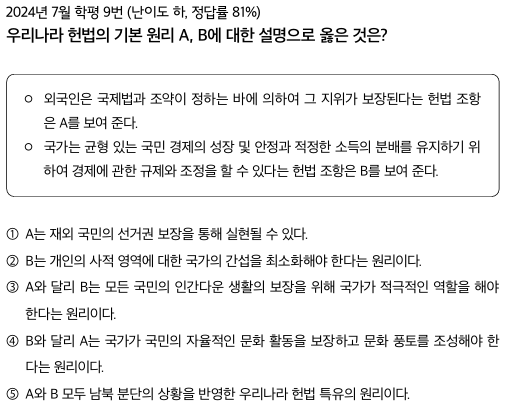 2024년 7월 학평 9번 (난이도 하, 정답률 81%)
우리나라 헌법의 기본 원리 A, B에 대한 설명으로 옳은 것은?
○ 외국인은 국제법과 조약이 정하는 바에 의하여 그 지위가 보장된다는 헌법 조항
은 A를 보여 준다.
○ 국가는 균형 있는 국민 경제의 성장 및 안정과 적정한 소득의 분배를 유지하기 위
하여 경제에 관한 규제와 조정을 할 수 있다는 헌법 조항은 B를 보여 준다.
① A는 재외 국민의 선거권 보장을 통해 실현될 수 있다.
② B는 개인의 사적 영역에 대한 국가의 간섭을 최소화해야 한다는 원리이다.
③ A와 달리 B는 모든 국민의 인간다운 생활의 보장을 위해 국가가 적극적인 역할을 해야
한다는 원리이다.
④ B와 달리 A는 국가가 국민의 자율적인 문화 활동을 보장하고 문화 풍토를 조성해야 한
다는 원리이다.
⑤ A와 B 모두 남북 분단의 상황을 반영한 우리나라 헌법 특유의 원리이다.